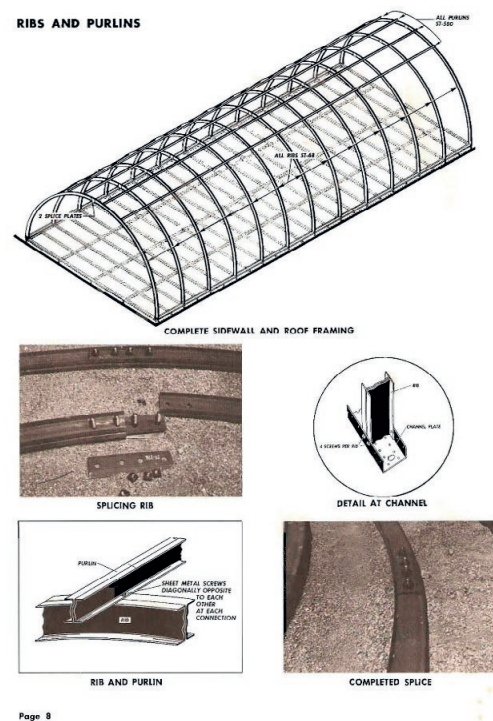 RIBS AND PURLINS
ALL PURLINS
ST-580
ALL RIBS ST-68
2 SPLICE PLATES
COMPLETE SIDEWALL AND ROOF FRAMING
SPLICING RIB
RIB
CHANNEL PLATE
4 SCREWS PER RIB
DETAIL AT CHANNEL
PURLIN
SHEET METAL SCREWS
DIAGONALLY OPPOSITE
TO EACH
OTHER
AT EACH
CONNECTION
RIB
RIB AND PURLIN
COMPLETED SPLICE
Page 8